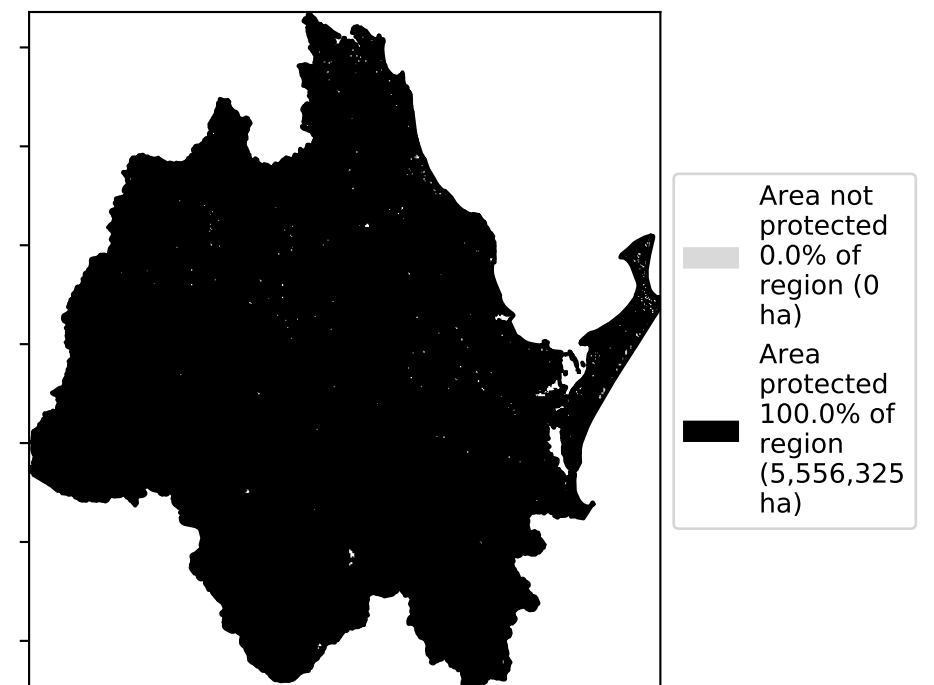 Area not
protected
0.0% of
region (0
ha)
Area
protected
100.0% of
region
(5,556,325
ha)